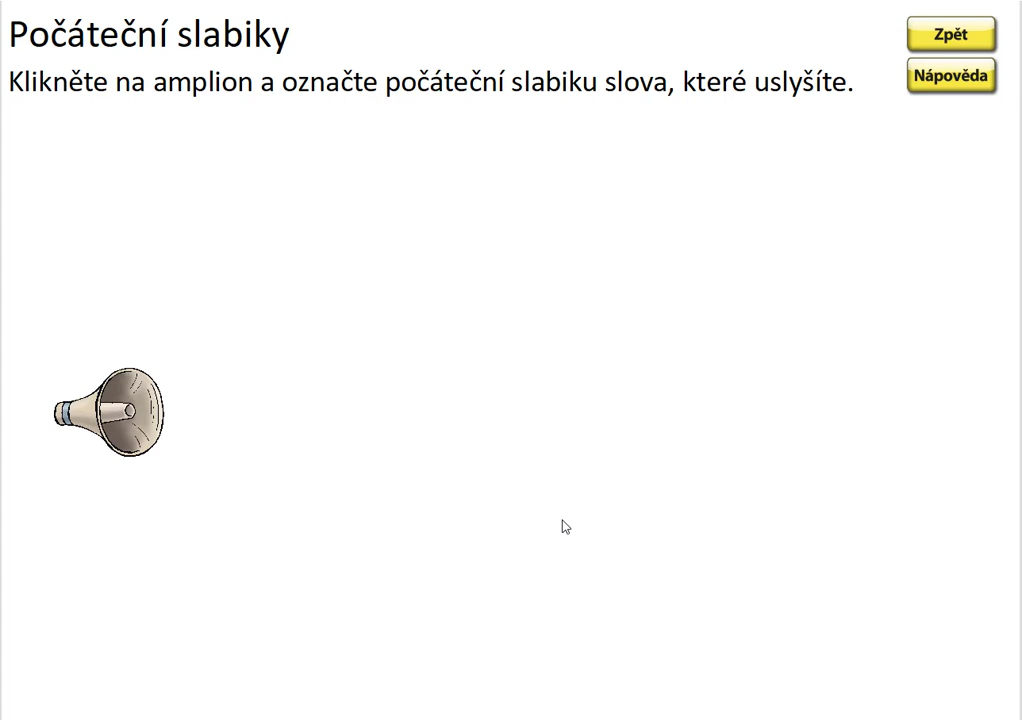 Počáteční slabiky
Zpět
Klikněte na amplion a označte počáteční slabiku slova, které uslyšíte.
Nápověda